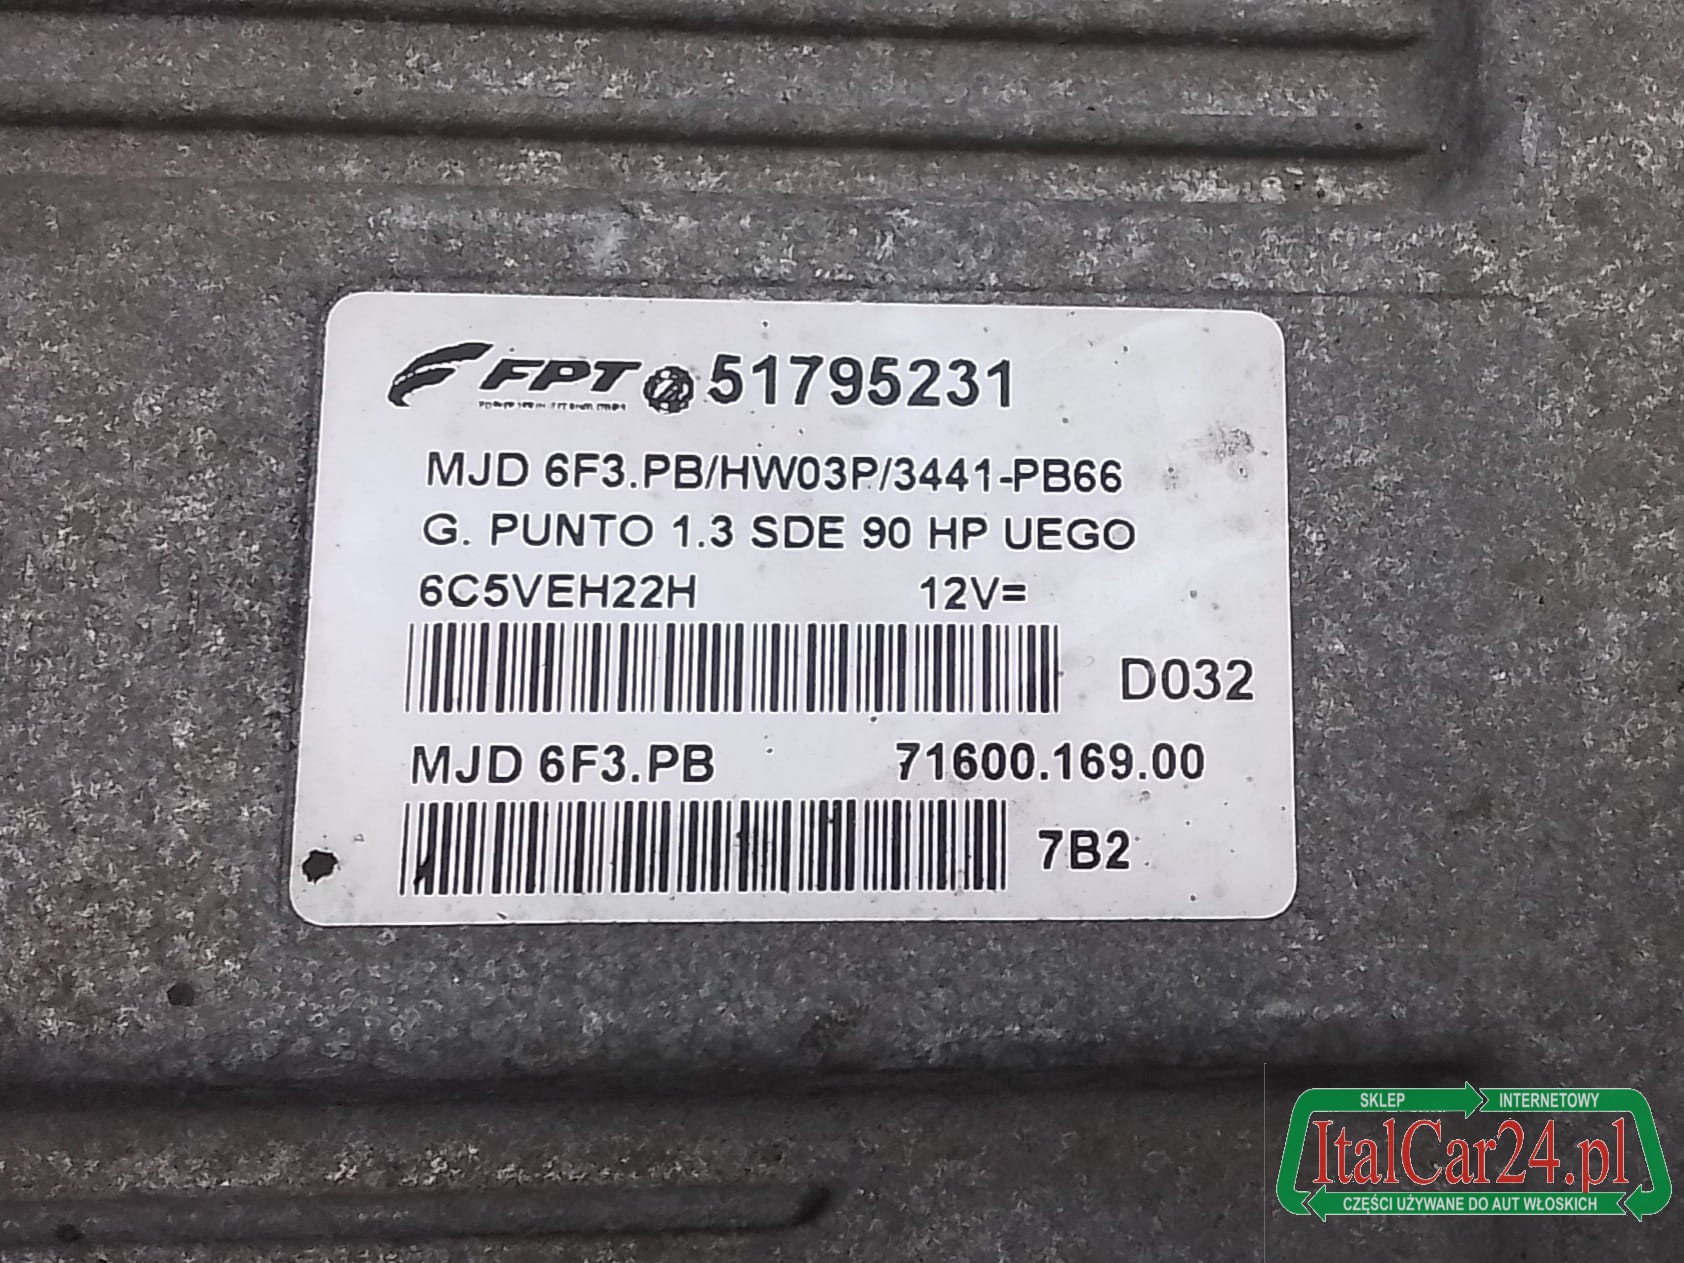 FPT 51795231
MJD 6F3.PB/HW03P/3441-PB66
G. PUNTO 1.3 SDE 90 HP UEGO
6C5VEH22H 12V=
D032
MJD 6F3.PB 71600.169.00
7B2
SKLEP INTERNETOWY
ItalCar24.pl
CZĘŚCI UŻYWANE DO AUT WŁOSKICH